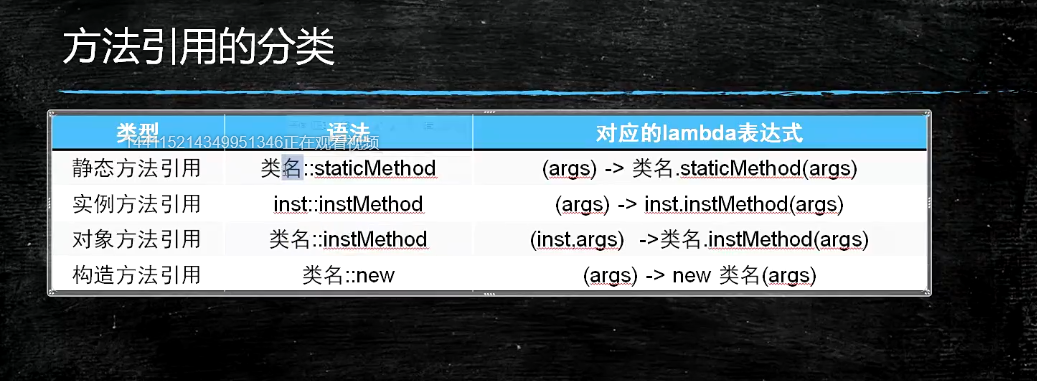 方法引用的分类
类型 语法 对应的lambda表达式
144115214349951346正在观看视频
静态方法引用 类名::staticMethod (args) -> 类名.staticMethod(args)
实例方法引用 inst::instMethod (args) -> inst.instMethod(args)
对象方法引用 类名::instMethod (inst,args) ->类名.instMethod(args)
构造方法引用 类名::new (args) -> new 类名(args)